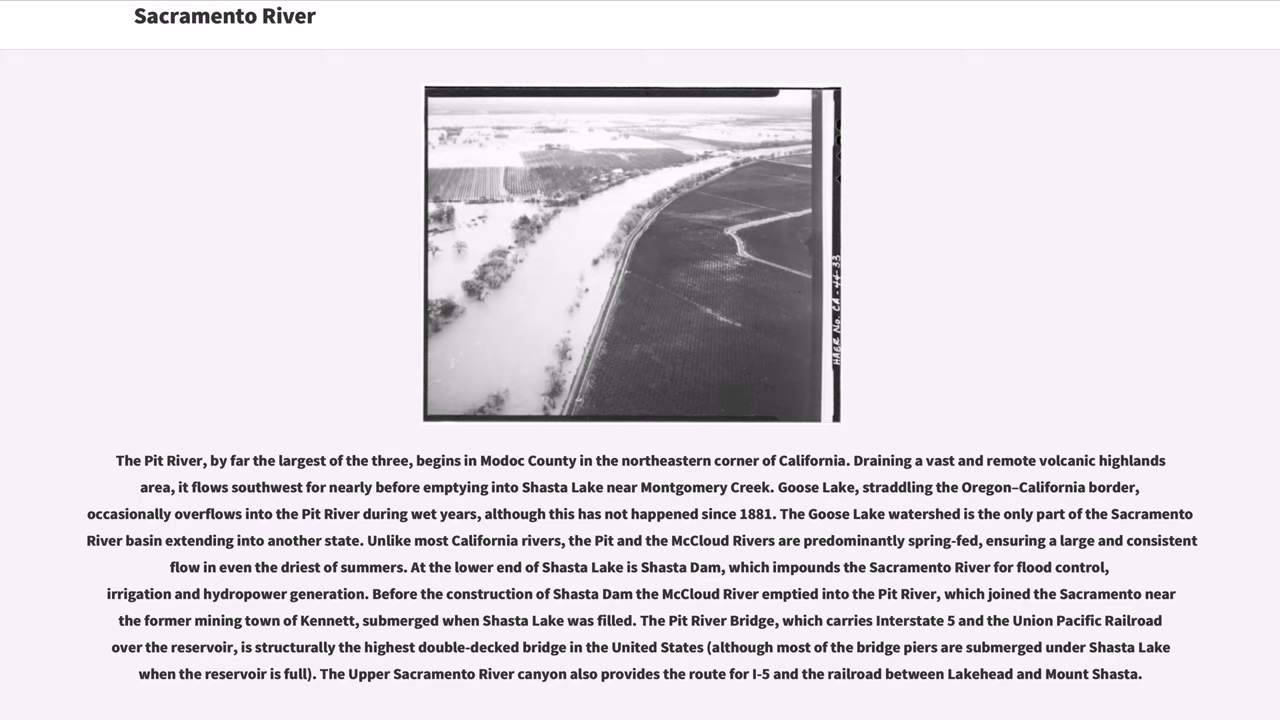 Sacramento River
HAER No. CA-44-33
The Pit River, by far the largest of the three, begins in Modoc County in the northeastern corner of California. Draining a vast and remote volcanic highlands
area, it flows southwest for nearly before emptying into Shasta Lake near Montgomery Creek. Goose Lake, straddling the Oregon–California border,
occasionally overflows into the Pit River during wet years, although this has not happened since 1881. The Goose Lake watershed is the only part of the Sacramento
River basin extending into another state. Unlike most California rivers, the Pit and the McCloud Rivers are predominantly spring-fed, ensuring a large and consistent
flow in even the driest of summers. At the lower end of Shasta Lake is Shasta Dam, which impounds the Sacramento River for flood control,
irrigation and hydropower generation. Before the construction of Shasta Dam the McCloud River emptied into the Pit River, which joined the Sacramento near
the former mining town of Kennett, submerged when Shasta Lake was filled. The Pit River Bridge, which carries Interstate 5 and the Union Pacific Railroad
over the reservoir, is structurally the highest double-decked bridge in the United States (although most of the bridge piers are submerged under Shasta Lake
when the reservoir is full). The Upper Sacramento River canyon also provides the route for I-5 and the railroad between Lakehead and Mount Shasta.